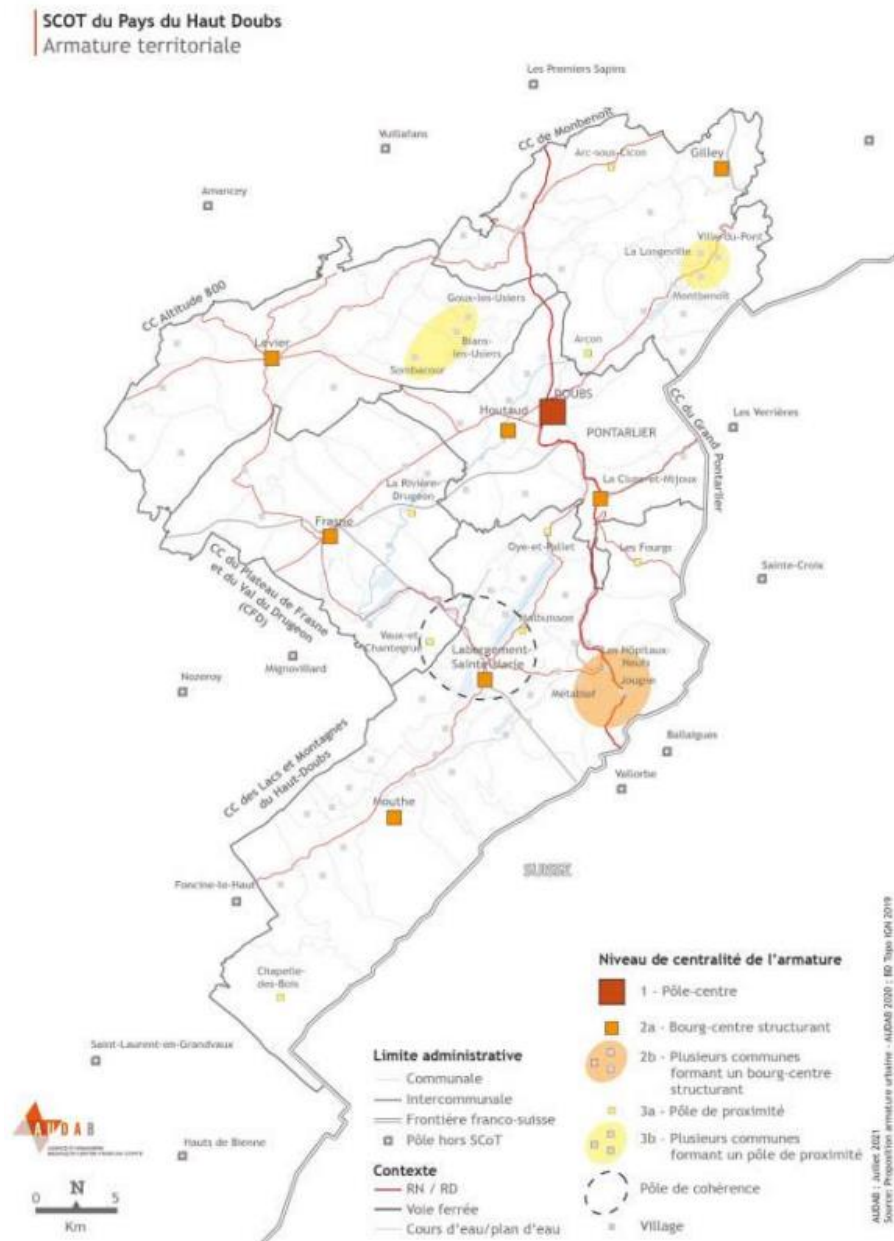 SCOT du Pays du Haut Doubs
Armature territoriale
Les Premiers Sapins
CC de Monbenoît
Vuillafans
Arc-sous-Cicon
Gilley
Amancey
Ville-du-Pont
La Longeville
CC Altitude 800
Goux-les-Usiers
Montbenoît
Levier
Bians-
les-Usiers
Arçon
Sombacour
DOUBS
Houtaud
Les Verrières
PONTARLIER
CC du Grand Pontarlier
La Cluse-et-Mijoux
La Rivière-
Drugeon
Frasne
Oye-et-Pallet
Les Fourgs
CC du Plateau de Frasne
et du Val du Drugeon
(CFD)
Sainte-Croix
Malbuisson
Vaux-et-
Chantegrue
Labergement-
Sainte-Marie
Les Hôpitaux-
Neufs
Mignovillard
Jougne
Nozeroy
Métabief
Ballaigues
CC des Lacs et Montagnes
du Haut-Doubs
Vallorbe
Mouthe
SUISSE
Foncine-le-Haut
Chapelle-
des-Bois
Saint-Laurent-en-Grandvaux
Hauts de Bienne
Niveau de centralité de l'armature
1 - Pôle-centre
2a - Bourg-centre structurant
2b - Plusieurs communes
formant un bourg-centre
structurant
3a - Pôle de proximité
3b - Plusieurs communes
formant un pôle de proximité
Pôle de cohérence
Village
Limite administrative
Communale
Intercommunale
Frontière franco-suisse
Pôle hors SCoT
Contexte
RN / RD
Voie ferrée
Cours d'eau/plan d'eau
AUDAB
0 N 5
Km
AUDAB ; Juillet 2021
Source: Proposition armature urbaine - AUDAB 2020 ; BD Topo IGN 2019